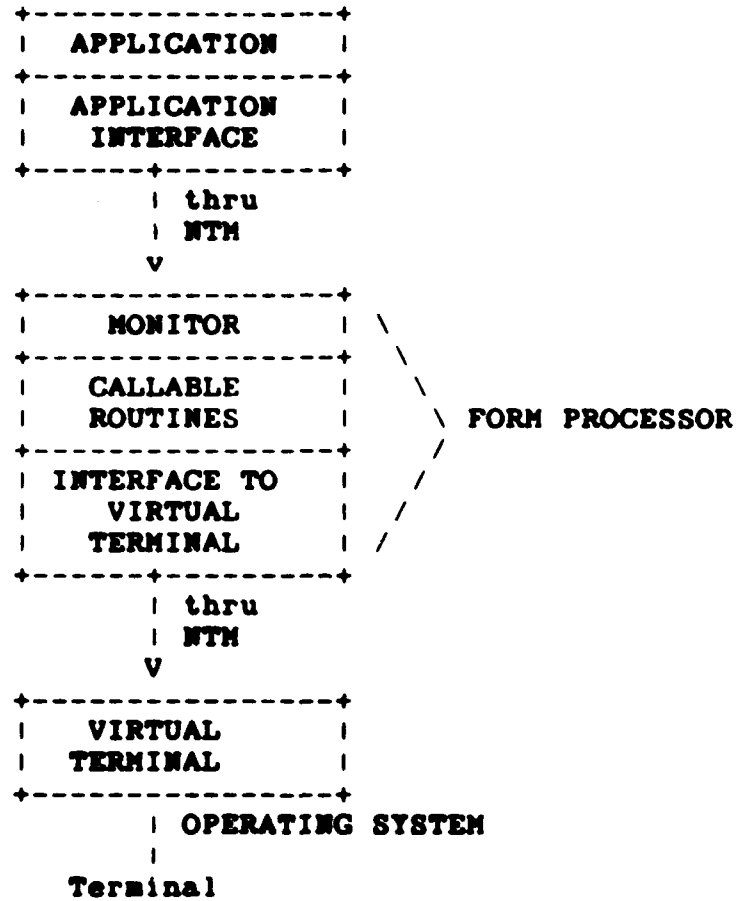 APPLICATION
APPLICATION
INTERFACE
thru
NTM
V
MONITOR
CALLABLE
ROUTINES
FORM PROCESSOR
INTERFACE TO
VIRTUAL
TERMINAL
thru
NTM
V
VIRTUAL
TERMINAL
OPERATING SYSTEM
Terminal